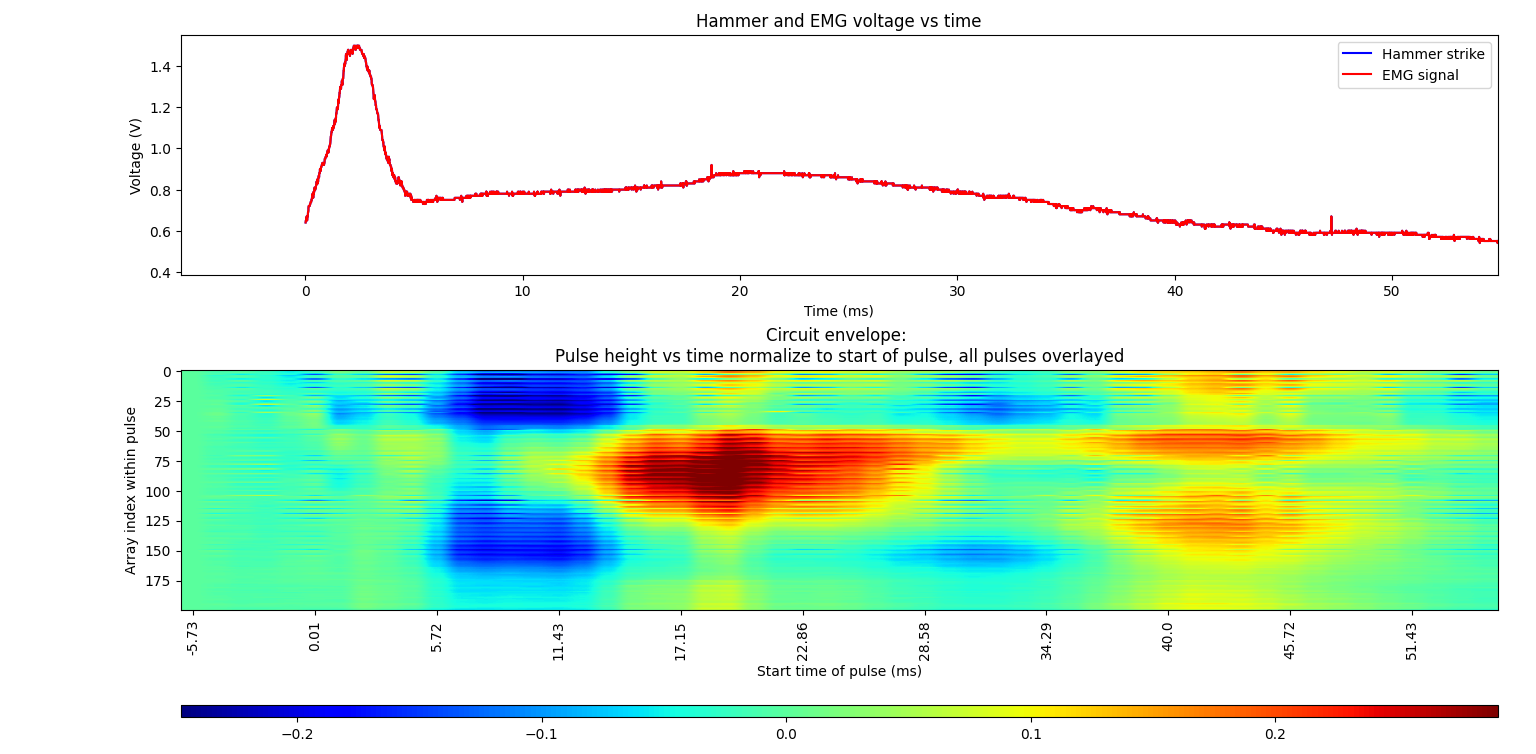 Hammer and EMG voltage vs time
Hammer strike
EMG signal
Voltage (V)
1.4
1.2
1.0
0.8
0.6
0.4
0 10 20 30 40 50
Time (ms)
Circuit envelope:
Pulse height vs time normalize to start of pulse, all pulses overlayed
Array index within pulse
0
25
50
75
100
125
150
175
-5.73 0.01 5.72 11.43 17.15 22.86 28.58 34.29 40.0 45.72 51.43
Start time of pulse (ms)
−0.2 −0.1 0.0 0.1 0.2